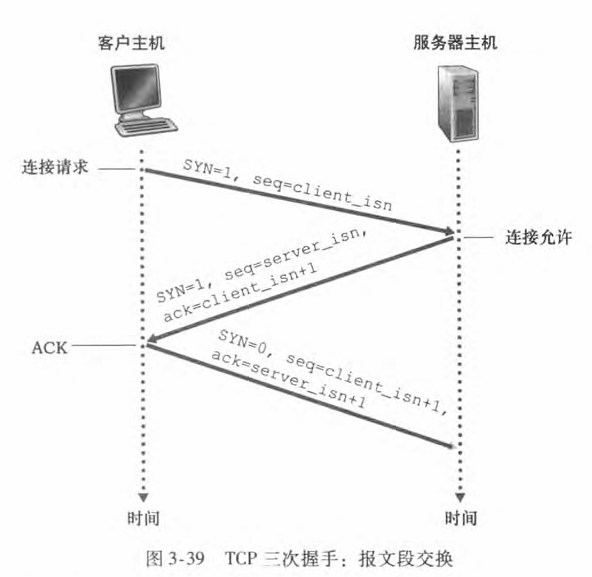 客户主机
服务器主机
连接请求
SYN=1, seq=client_isn
连接允许
SYN=1, seq=server_isn,
ack=client_isn+1
ACK
SYN=0, seq=client_isn+1,
ack=server_isn+1
时间
时间
图 3-39 TCP 三次握手：报文段交换